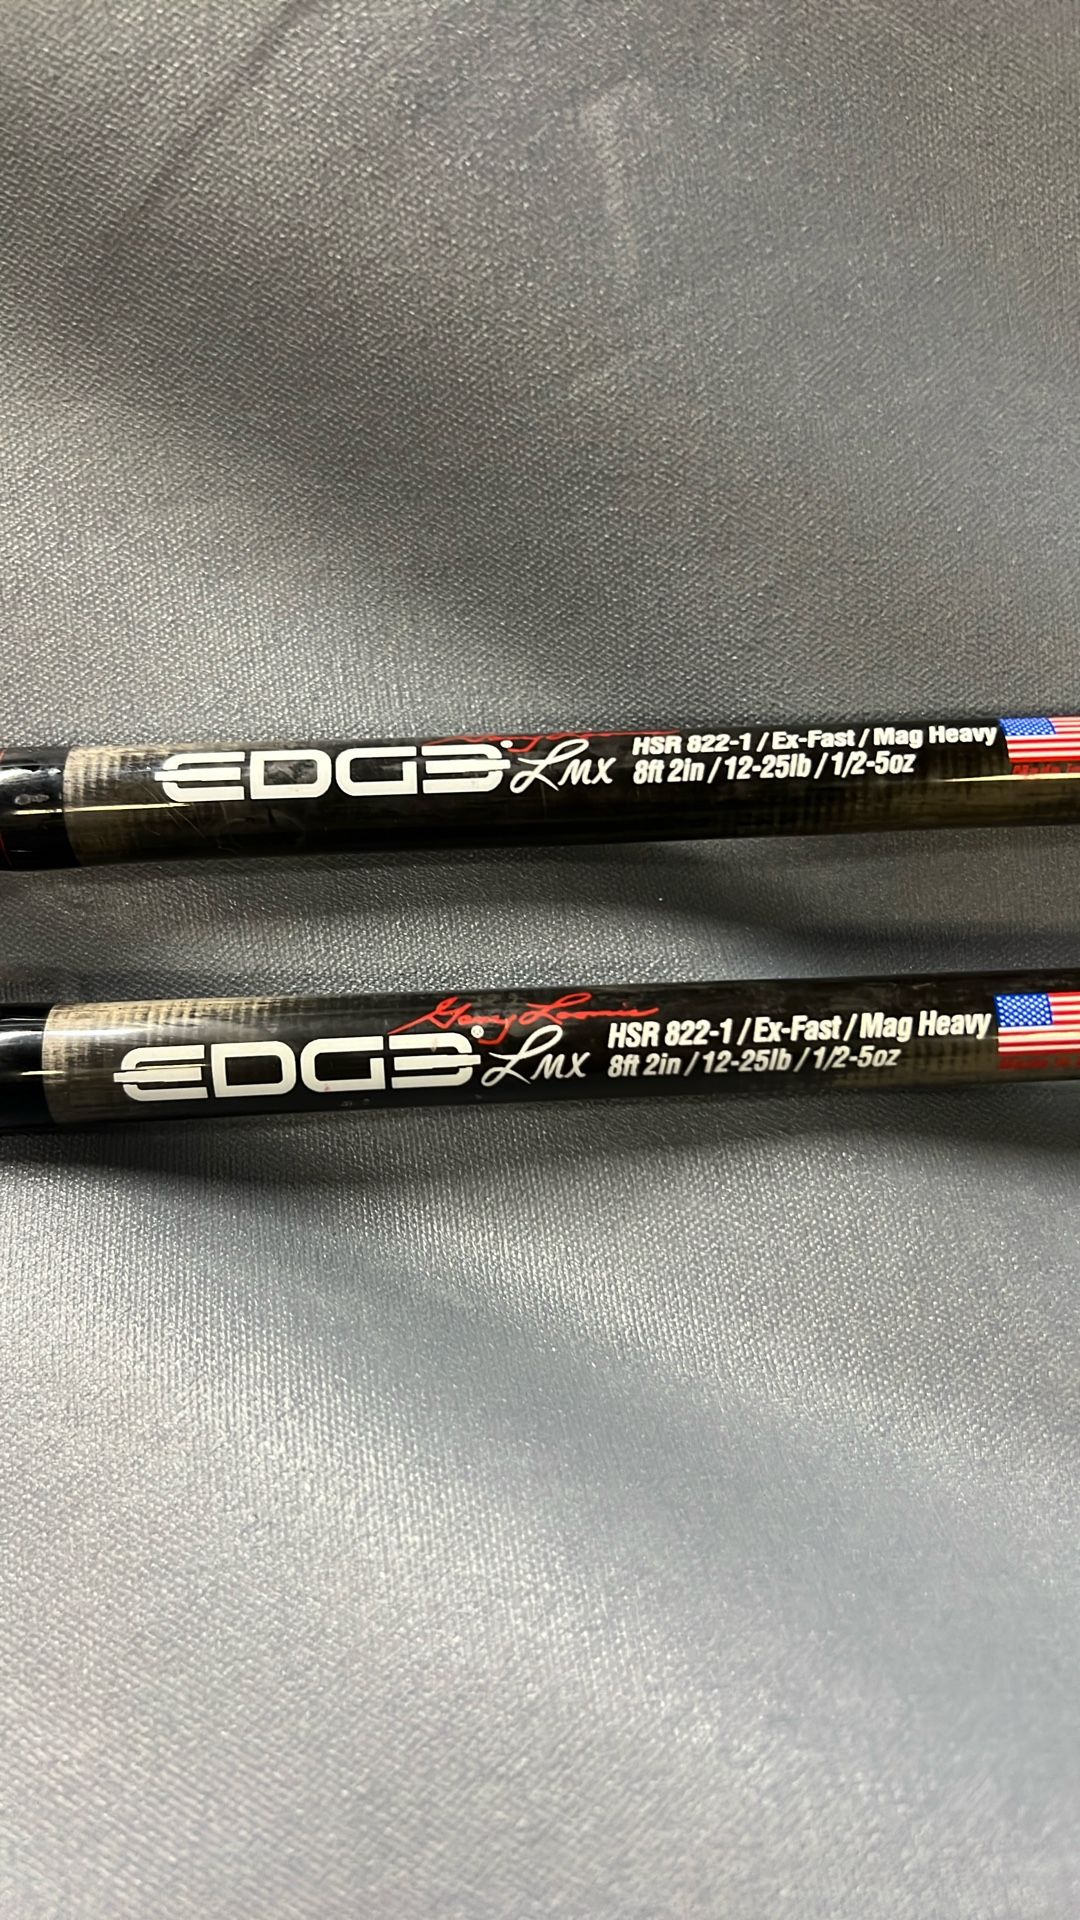 EDGE® LMX HSR 822-1 / Ex-Fast / Mag Heavy
8ft 2in / 12-25lb / 1/2-5oz
Gary Loomis
EDGE® LMX HSR 822-1 / Ex-Fast / Mag Heavy
8ft 2in / 12-25lb / 1/2-5oz